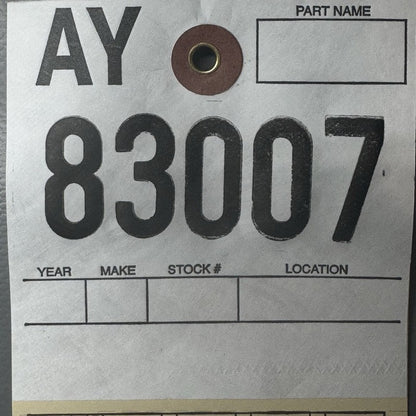 AY
PART NAME
83007
YEAR MAKE STOCK # LOCATION